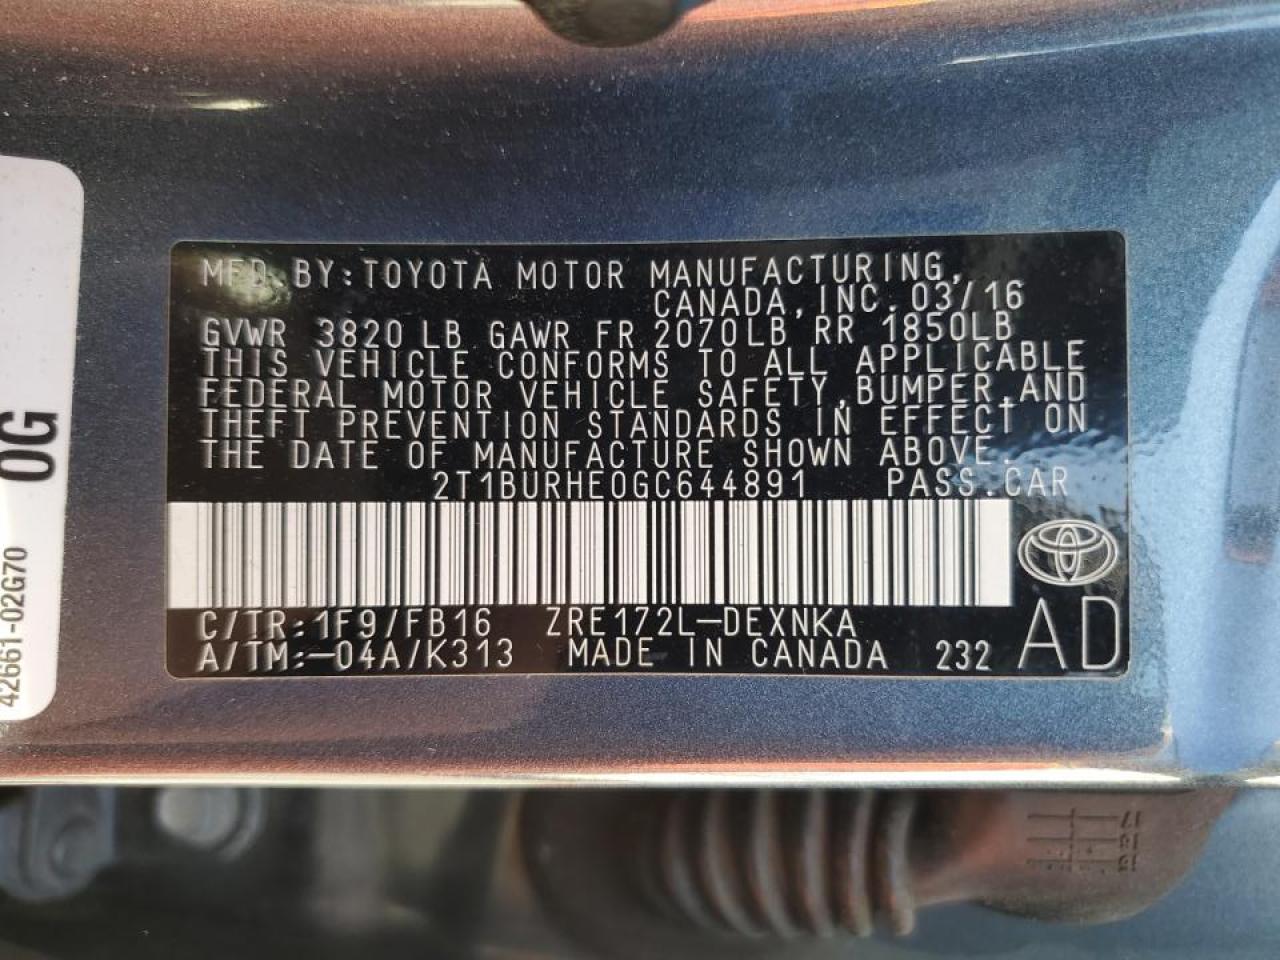 MFD BY:TOYOTA MOTOR MANUFACTURING,
CANADA,INC. 03/16
GVWR 3820 LB GAWR FR 2070LB RR 1850LB
THIS VEHICLE CONFORMS TO ALL APPLICABLE
FEDERAL MOTOR VEHICLE SAFETY,BUMPER,AND
THEFT PREVENTION STANDARDS IN EFFECT ON
THE DATE OF MANUFACTURE SHOWN ABOVE.
2T1BURHE0GC644891 PASS.CAR
C/TR:1F9/FB16 ZRE172L-DEXNKA
A/TM:-04A/K313 MADE IN CANADA 232 AD
0G
42661-02G70